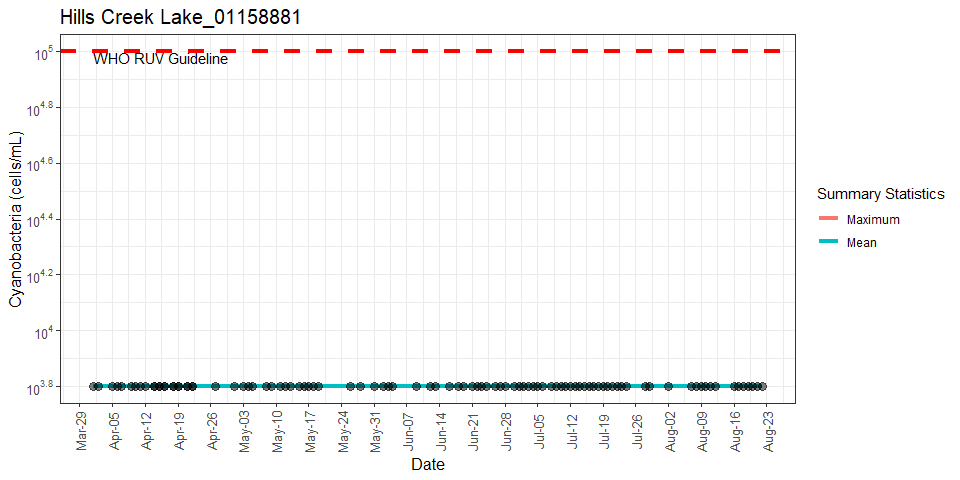 Hills Creek Lake_01158881
10^5
WHO RUV Guideline
10^4.8
10^4.6
10^4.4
10^4.2
10^4
10^3.8
Cyanobacteria (cells/mL)
Mar-29
Apr-05
Apr-12
Apr-19
Apr-26
May-03
May-10
May-17
May-24
May-31
Jun-07
Jun-14
Jun-21
Jun-28
Jul-05
Jul-12
Jul-19
Jul-26
Aug-02
Aug-09
Aug-16
Aug-23
Date
Summary Statistics
Maximum
Mean